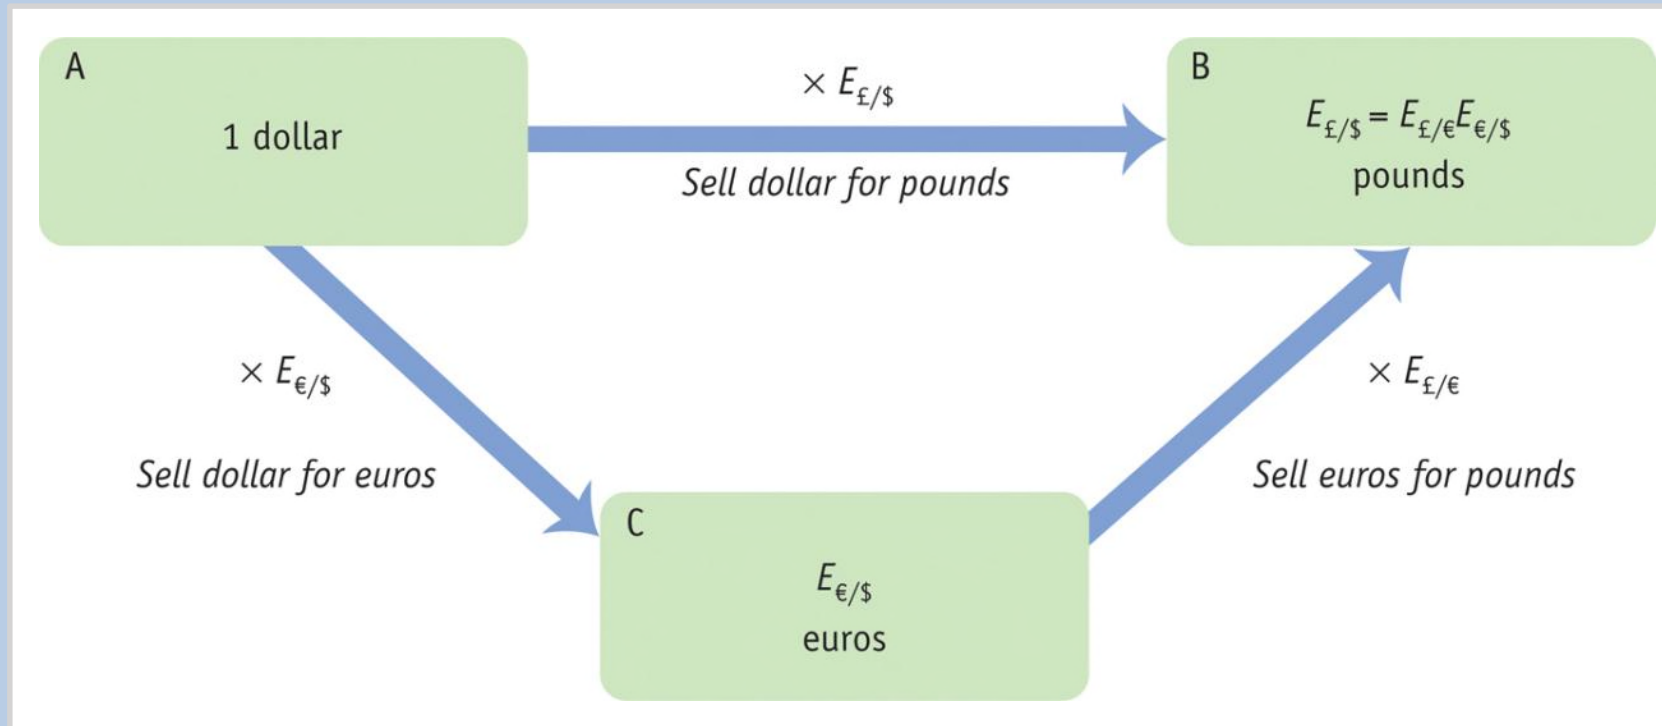 A
1 dollar
× E£/$
Sell dollar for pounds
B
E£/$ = E£/€E€/$
pounds
× E€/$
Sell dollar for euros
× E£/€
Sell euros for pounds
C
E€/$
euros